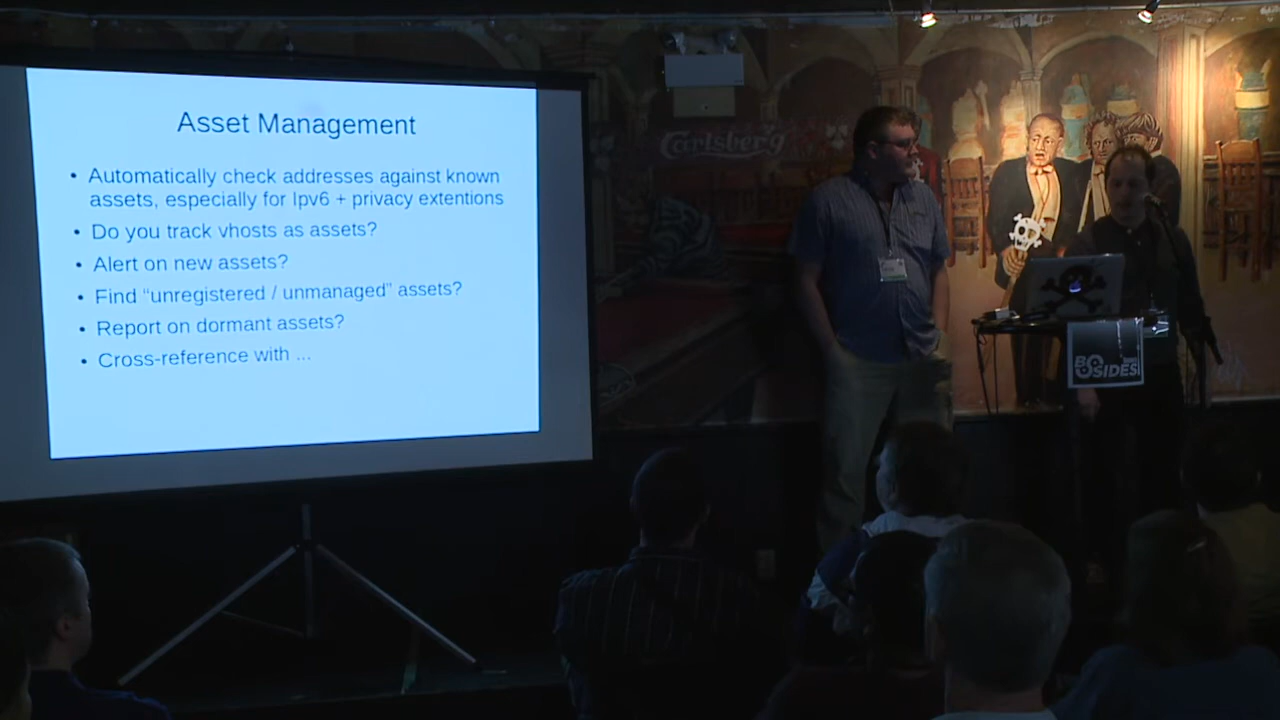 Asset Management
• Automatically check addresses against known
assets, especially for Ipv6 + privacy extentions
• Do you track vhosts as assets?
• Alert on new assets?
• Find “unregistered / unmanaged” assets?
• Report on dormant assets?
• Cross-reference with ...
Carlsberg
BSIDES